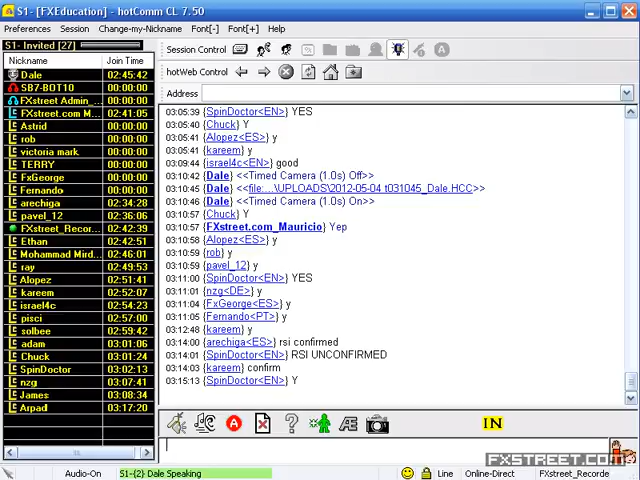 S1- [FXEducation] - hotComm CL 7.50
Preferences Session Change-my-Nickname Font[-] Font[+] Help
S1- Invited [27]
Nickname Join Time
Dale 02:45:42
SB7-BOT10 00:00:00
FXstreet Admin_... 00:00:00
FXstreet.com M... 02:41:05
Astrid 00:00:00
rob 00:00:00
victoria mark 00:00:00
TERRY 00:00:00
FxGeorge 00:00:00
Fernando 00:00:00
arechiga 02:34:28
pavel_12 02:36:06
FXstreet_Recor... 02:42:39
Ethan 02:42:51
Mohammad Mird... 02:46:01
ray 02:49:53
Alopez 02:51:41
kareem 02:52:07
israel4c 02:54:23
pisci 02:57:00
solbee 02:59:42
adam 03:01:06
Chuck 03:01:24
SpinDoctor 03:02:13
nzg 03:07:41
James 03:08:34
Arpad 03:17:20
Session Control
hotWeb Control
Address
03:05:39 {SpinDoctor<EN>} YES
03:05:40 {Chuck} Y
03:05:41 {Alopez<ES>} y
03:05:41 {kareem} y
03:09:44 {israel4c<EN>} good
03:10:42 {Dale} <<Timed Camera (1.0s) Off>>
03:10:45 {Dale} <<file:...\UPLOADS\2012-05-04 t031045_Dale.HCC>>
03:10:46 {Dale} <<Timed Camera (1.0s) On>>
03:10:57 {Chuck} Y
03:10:57 {FXstreet.com_Mauricio} Yep
03:10:58 {Alopez<ES>} y
03:10:59 {rob} y
03:10:59 {pavel_12} y
03:11:00 {SpinDoctor<EN>} YES
03:11:01 {nzg<DE>} y
03:11:04 {FxGeorge<ES>} y
03:11:05 {Fernando<PT>} y
03:12:48 {kareem} y
03:14:00 {arechiga<ES>} rsi confirmed
03:14:01 {SpinDoctor<EN>} RSI UNCONFIRMED
03:14:03 {kareem} confirm
03:15:13 {SpinDoctor<EN>} Y
IN
FXSTREET.COM
Audio-On S1-{2} Dale Speaking Line Online-Direct FXstreet_Recorde